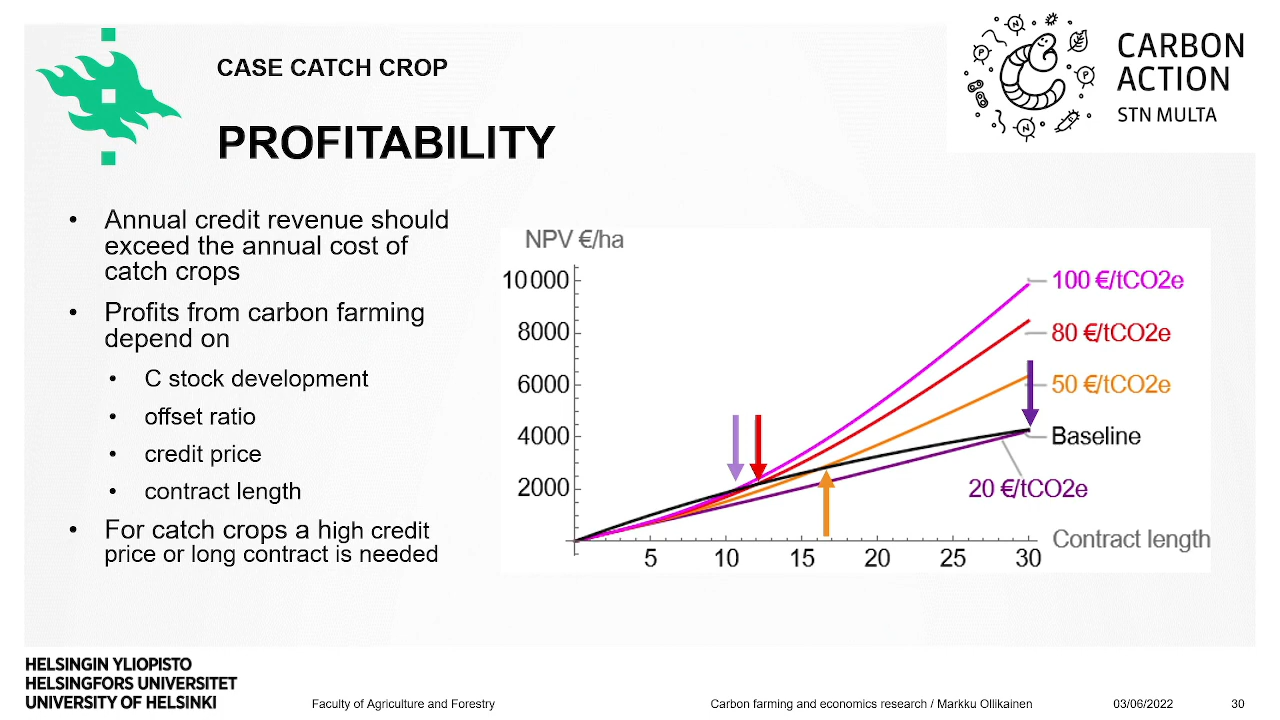 CASE CATCH CROP
PROFITABILITY
CARBON
ACTION
STN MULTA
N
P
P
N
• Annual credit revenue should
exceed the annual cost of
catch crops
• Profits from carbon farming
depend on
• C stock development
• offset ratio
• credit price
• contract length
• For catch crops a high credit
price or long contract is needed
NPV €/ha
10 000
8000
6000
4000
2000
5 10 15 20 25 30
100 €/tCO2e
80 €/tCO2e
50 €/tCO2e
Baseline
20 €/tCO2e
Contract length
HELSINGIN YLIOPISTO
HELSINGFORS UNIVERSITET
UNIVERSITY OF HELSINKI
Faculty of Agriculture and Forestry
Carbon farming and economics research / Markku Ollikainen
03/06/2022
30